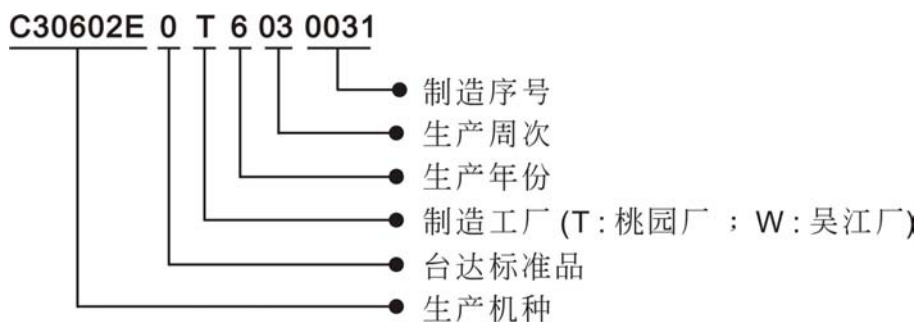 C30602E 0 T 6 03 0031
制造序号
生产周次
生产年份
制造工厂 (T : 桃园厂 ; W : 吴江厂)
台达标准品
生产机种